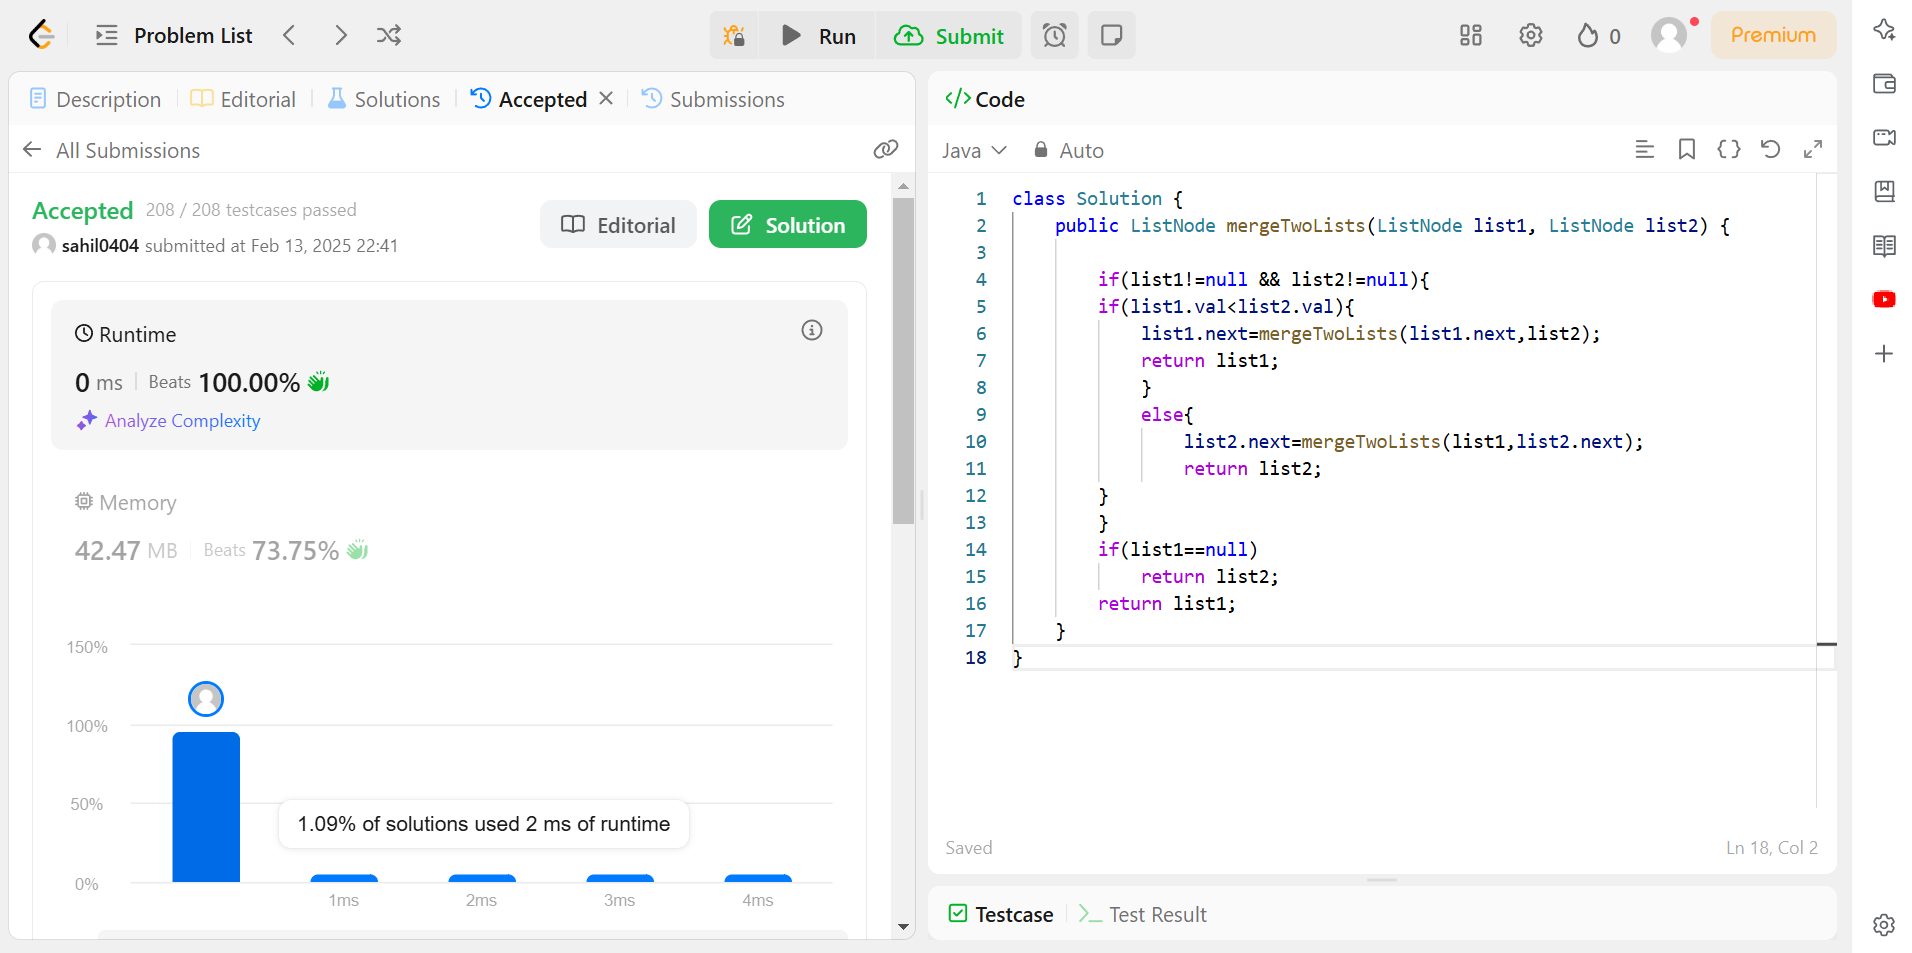 Problem List
Run
Submit
0
Premium
Description
Editorial
Solutions
Accepted
Submissions
All Submissions
Accepted 208 / 208 testcases passed
sahil0404 submitted at Feb 13, 2025 22:41
Editorial
Solution
Runtime
0 ms Beats 100.00%
Analyze Complexity
Memory
42.47 MB Beats 73.75%
150%
100%
50%
0%
1.09% of solutions used 2 ms of runtime
1ms 2ms 3ms 4ms
</> Code
Java Auto
1 class Solution {
2     public ListNode mergeTwoLists(ListNode list1, ListNode list2) {
3
4         if(list1!=null && list2!=null){
5         if(list1.val<list2.val){
6             list1.next=mergeTwoLists(list1.next,list2);
7             return list1;
8             }
9             else{
10                 list2.next=mergeTwoLists(list1,list2.next);
11                 return list2;
12         }
13         }
14         if(list1==null)
15             return list2;
16         return list1;
17     }
18 }
Saved
Ln 18, Col 2
Testcase
Test Result